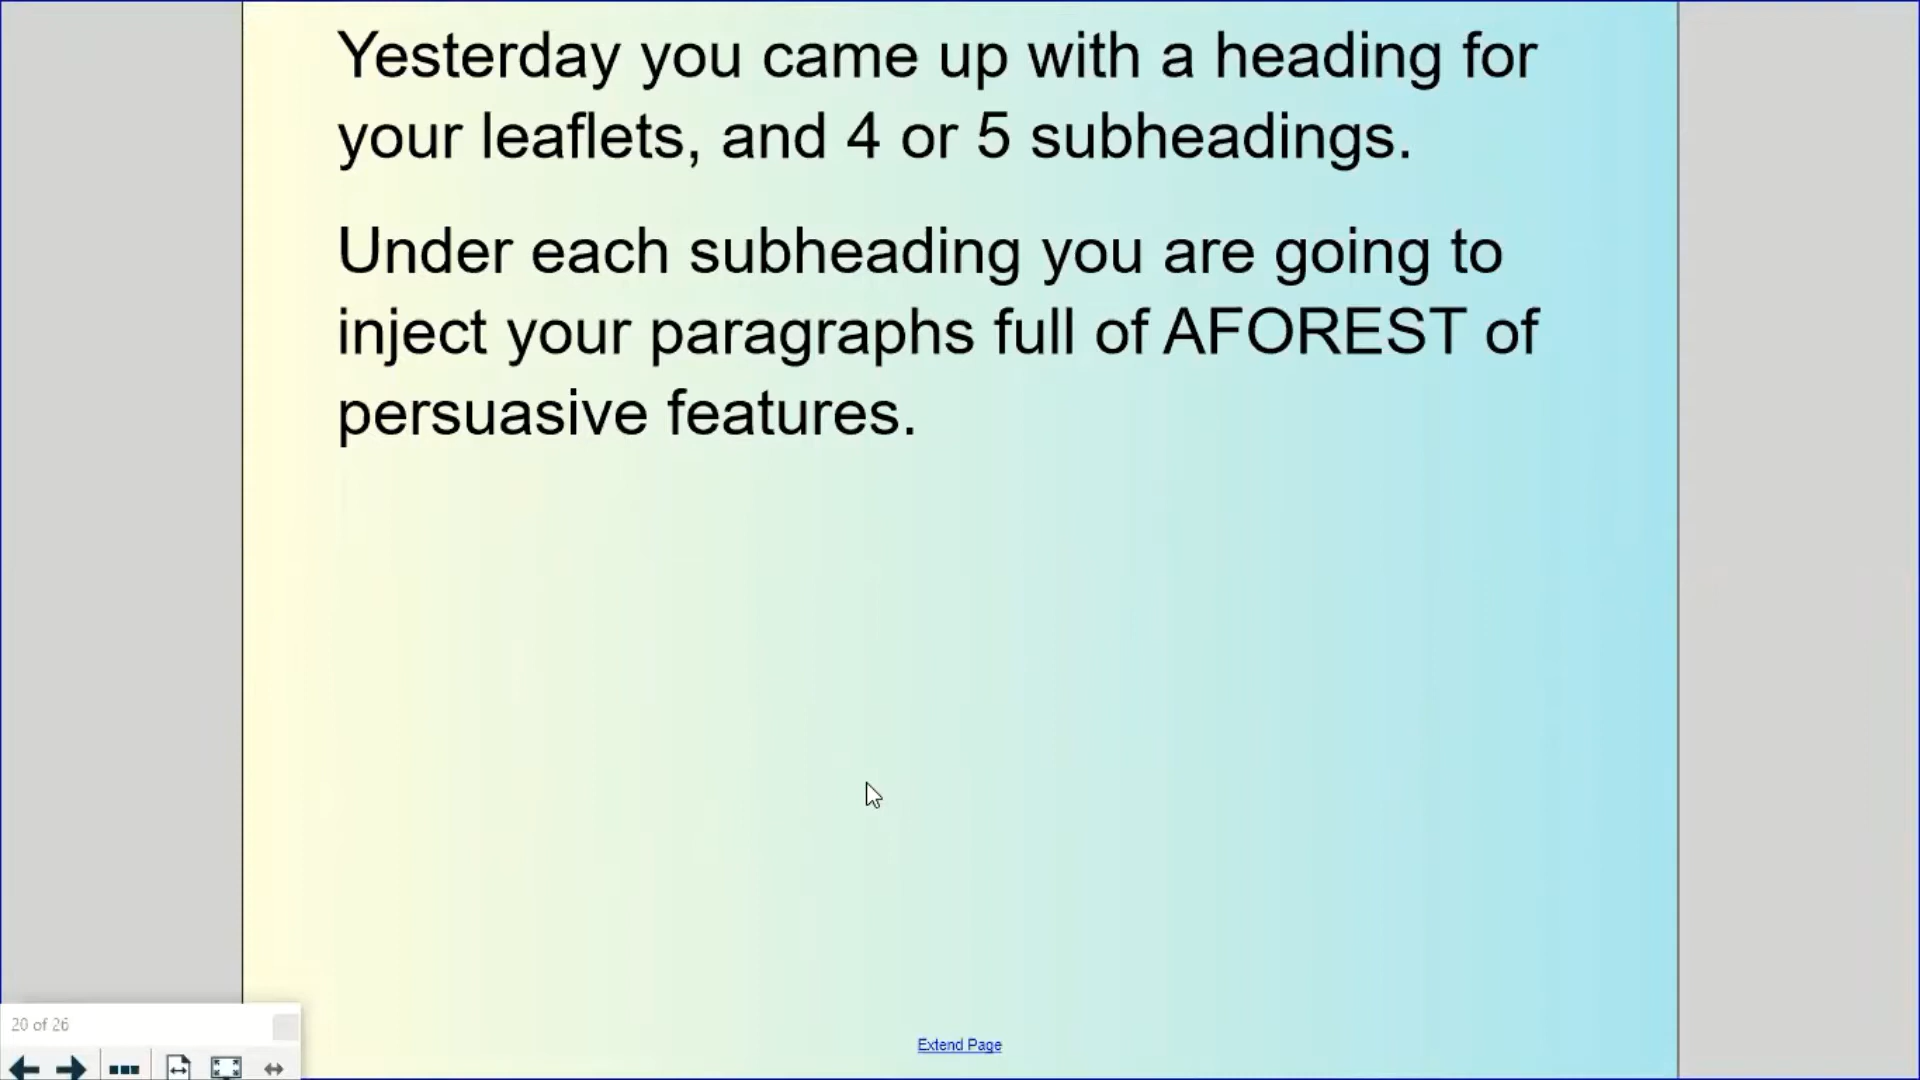 Yesterday you came up with a heading for
your leaflets, and 4 or 5 subheadings.
Under each subheading you are going to
inject your paragraphs full of AFOREST of
persuasive features.
20 of 26
Extend Page